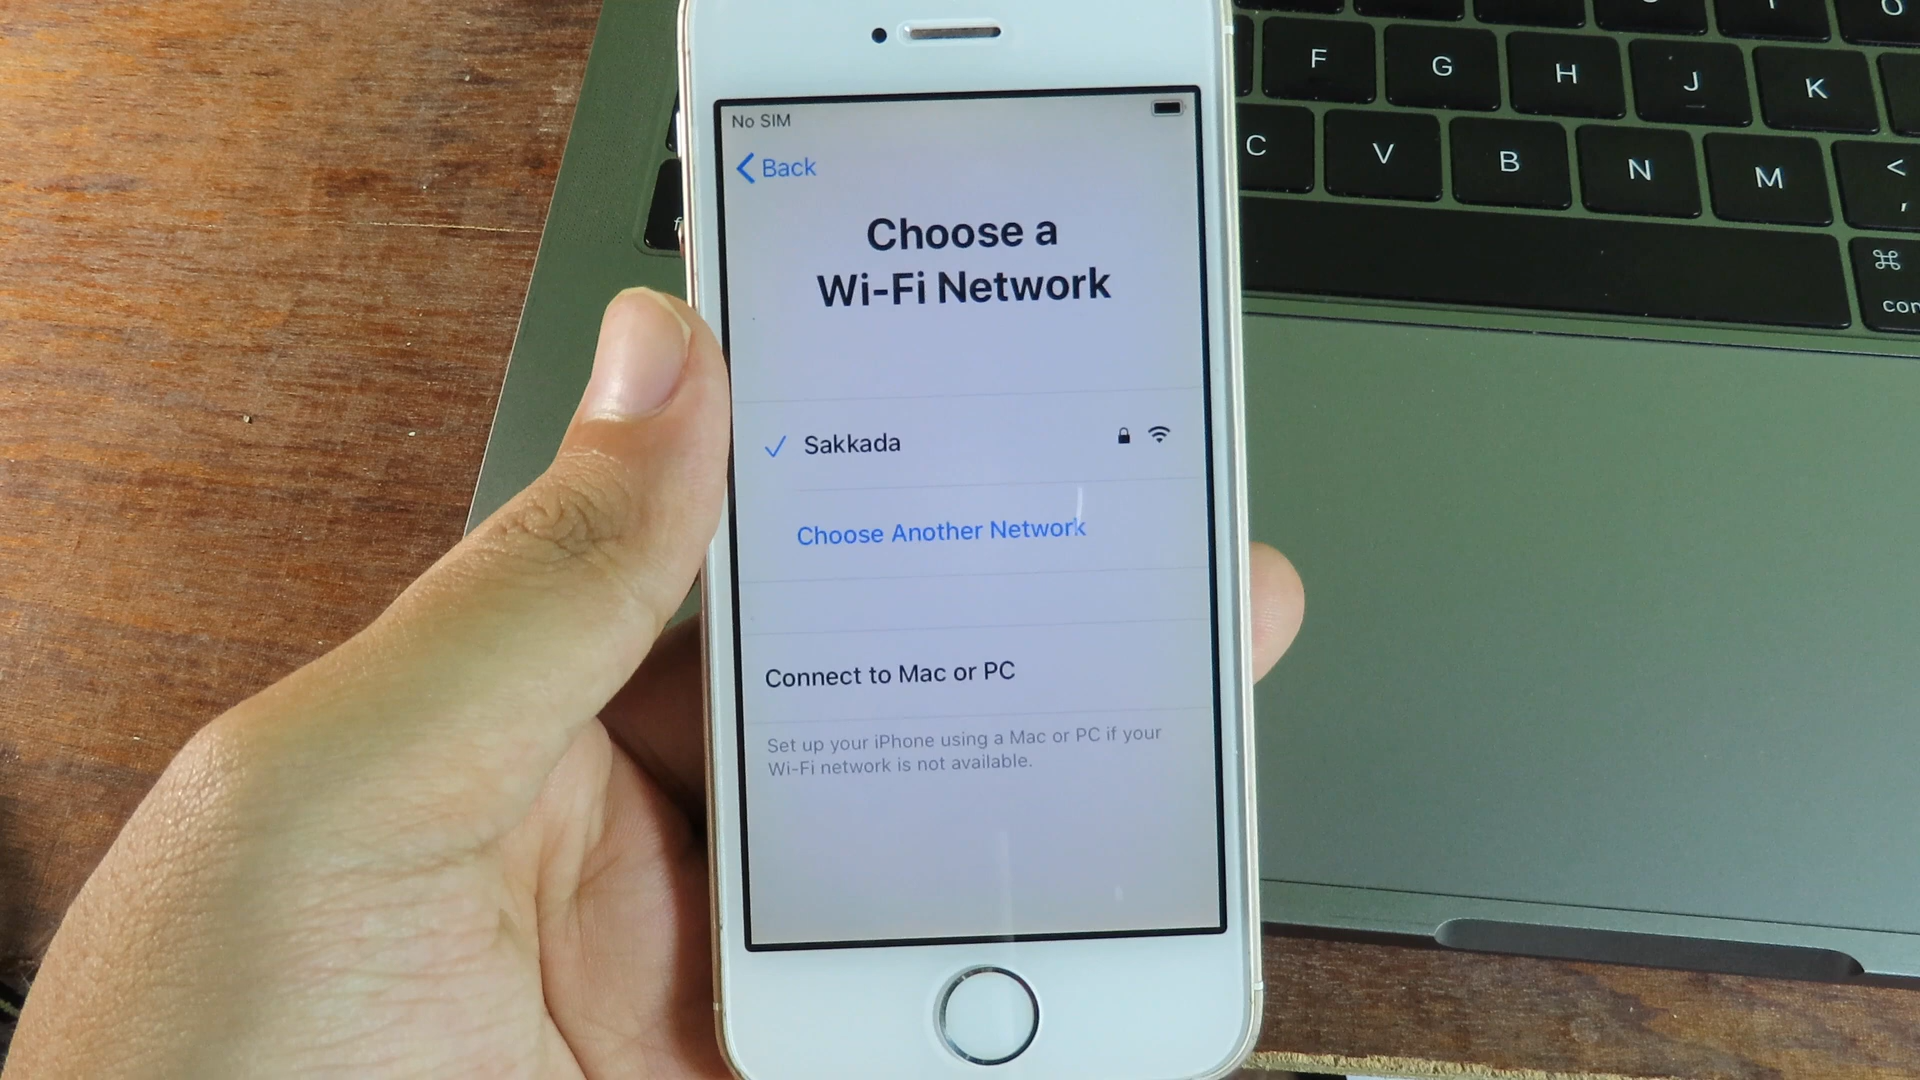 No SIM
Back
Choose a
Wi-Fi Network
Sakkada
Choose Another Network
Connect to Mac or PC
Set up your iPhone using a Mac or PC if your
Wi-Fi network is not available.
F G H J K
C V B N M <
,
⌘